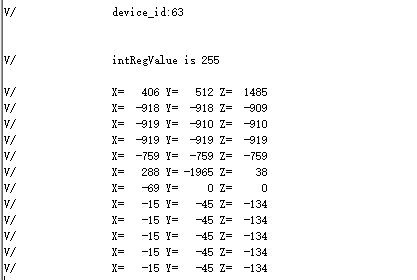 V/ device_id:63
V/ intRegValue is 255
V/ X= 406 Y= 512 Z= 1485
V/ X= -918 Y= -918 Z= -909
V/ X= -919 Y= -910 Z= -910
V/ X= -919 Y= -919 Z= -919
V/ X= -759 Y= -759 Z= -759
V/ X= 288 Y= -1965 Z= 38
V/ X= -69 Y= 0 Z= 0
V/ X= -15 Y= -45 Z= -134
V/ X= -15 Y= -45 Z= -134
V/ X= -15 Y= -45 Z= -134
V/ X= -15 Y= -45 Z= -134
V/ X= -15 Y= -45 Z= -134